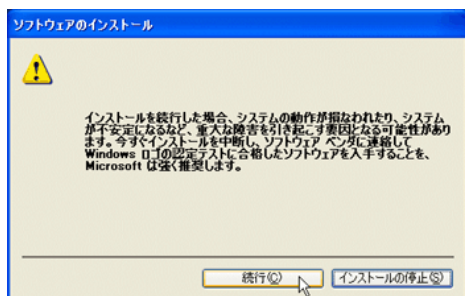 ソフトウェアのインストール
インストールを続行した場合、システムの動作が損なわれたり、システム
が不安定になるなど、重大な障害を引き起こす要因となる可能性があり
ます。今すぐインストールを中断し、ソフトウェア ベンダに連絡して
Windows ロゴの認定テストに合格したソフトウェアを入手することを、
Microsoft は強く推奨します。
続行(C)
インストールの停止(S)